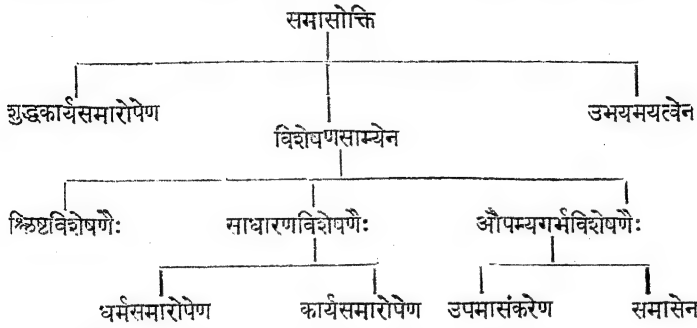 समासोक्ति
शुद्धकार्यसमारोपेण
उभयमयत्वेन
विशेषणसाम्येन
श्लिष्टविशेषणैः
साधारणविशेषणैः
औपम्यगर्भविशेषणैः
धर्मसमारोपेण
कार्यसमारोपेण
उपमासंकरेण
समासेन